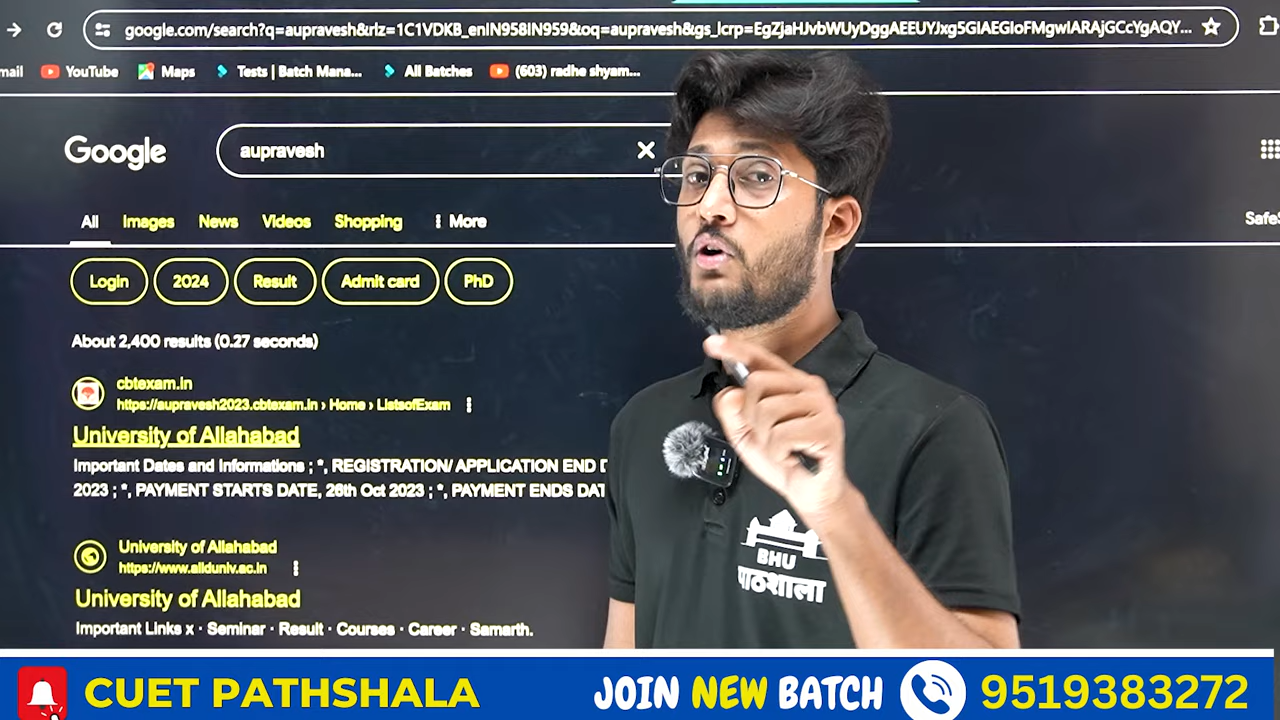 google.com/search?q=aupravesh&rlz=1C1VDKB_enIN958IN959&oq=aupravesh&gs_lcrp=EgZjaHJvbWUyDggAEEUYJxg5GIAEGIoFMgwIARAjGCcYgAQY...
mail YouTube Maps Tests | Batch Mana... All Batches (603) radhe shyam...
Google aupravesh
All Images News Videos Shopping More
Login 2024 Result Admit card PhD
About 2,400 results (0.27 seconds)
cbtexam.in
https://aupravesh2023.cbtexam.in › Home › ListsofExam
University of Allahabad
Important Dates and Informations ; *, REGISTRATION/ APPLICATION END
2023 ; *, PAYMENT STARTS DATE, 26th Oct 2023 ; *, PAYMENT ENDS DAT
University of Allahabad
https://www.allduniv.ac.in
University of Allahabad
Important Links x · Seminar · Result · Courses · Career · Samarth.
BHU
पाठशाला
CUET PATHSHALA JOIN NEW BATCH 9519383272